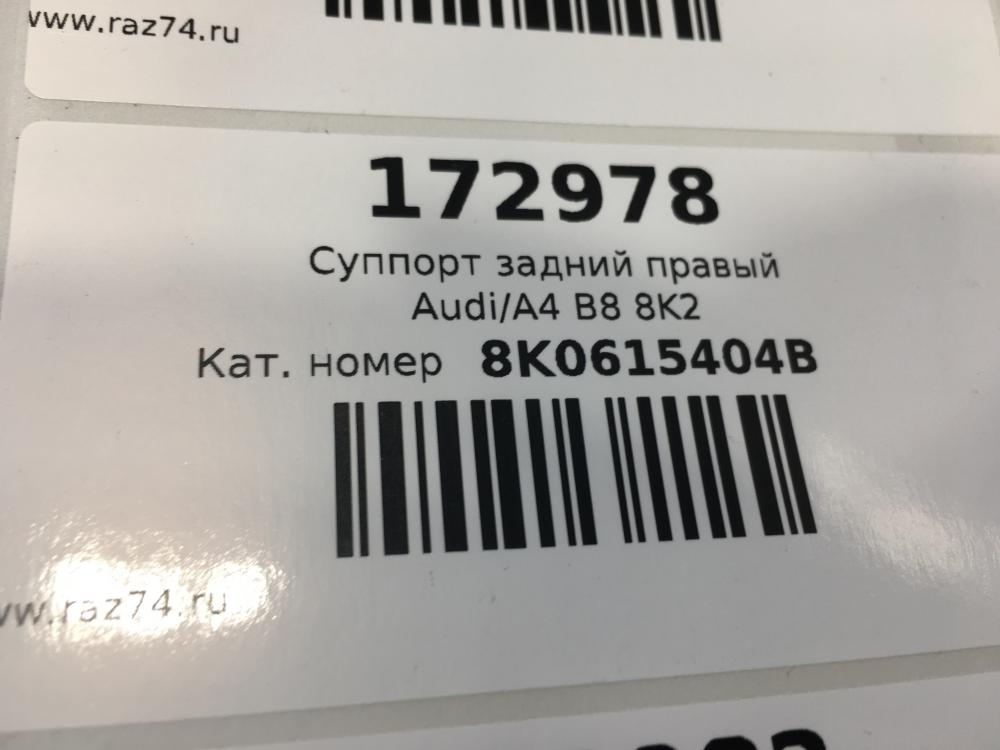 www.raz74.ru
172978
Суппорт задний правый
Audi/A4 B8 8K2
Кат. номер 8K0615404B
www.raz74.ru